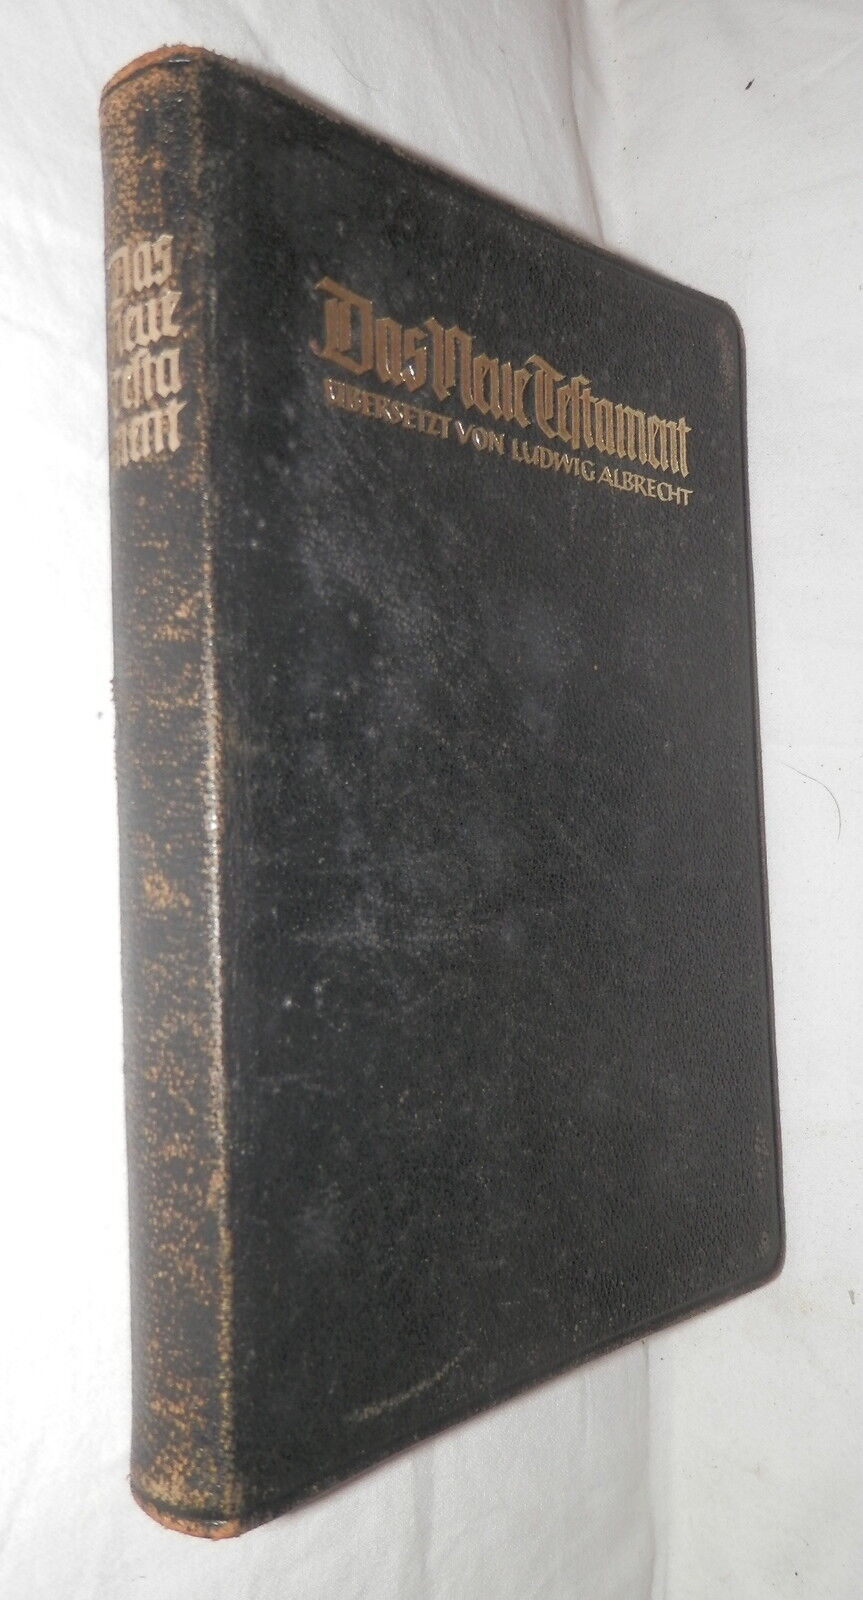 Das
Neue
Testa
ment
Das Neue Testament
ÜBERSETZT VON LUDWIG ALBRECHT